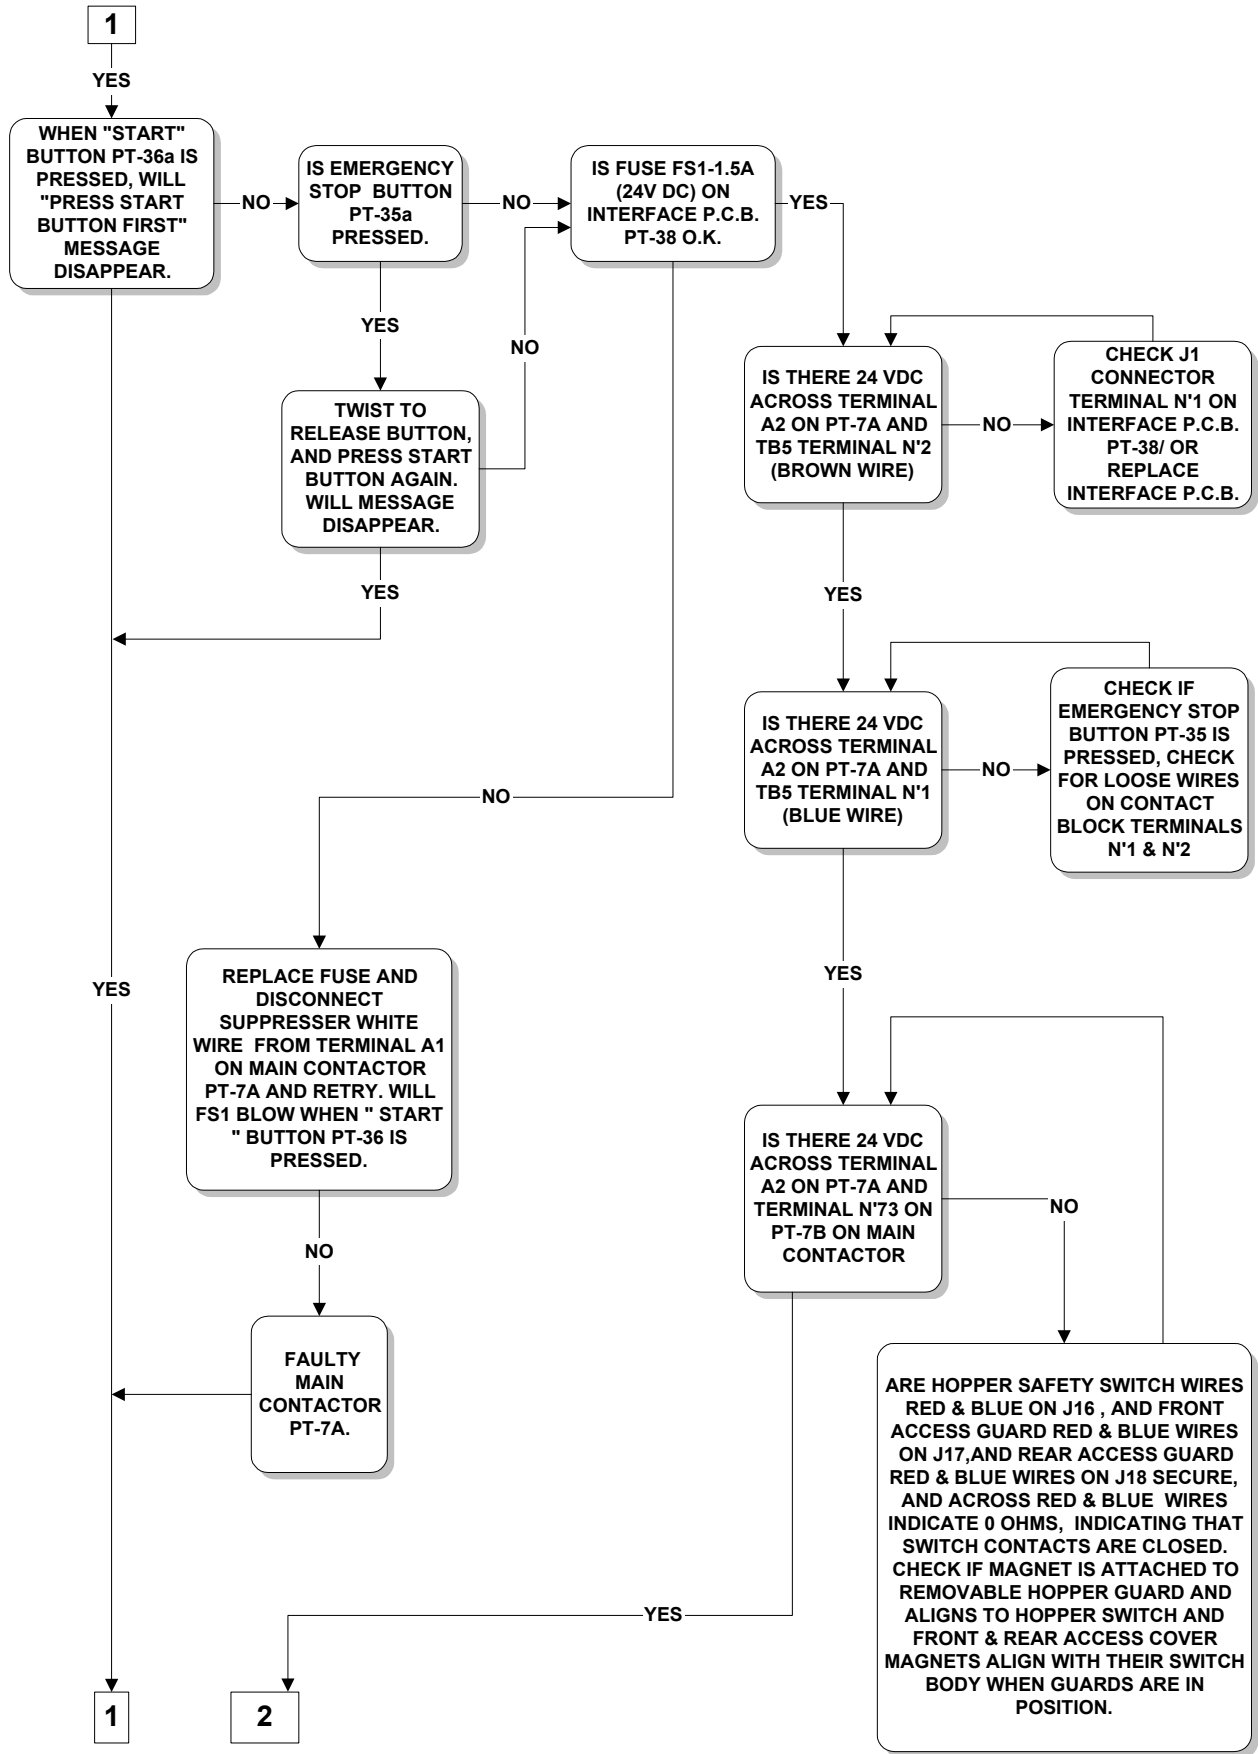 1
YES
WHEN "START"
BUTTON PT-36a IS
PRESSED, WILL
"PRESS START
BUTTON FIRST"
MESSAGE
DISAPPEAR.
NO
IS EMERGENCY
STOP BUTTON
PT-35a
PRESSED.
NO
IS FUSE FS1-1.5A
(24V DC) ON
INTERFACE P.C.B.
PT-38 O.K.
YES
YES
NO
TWIST TO
RELEASE BUTTON,
AND PRESS START
BUTTON AGAIN.
WILL MESSAGE
DISAPPEAR.
YES
IS THERE 24 VDC
ACROSS TERMINAL
A2 ON PT-7A AND
TB5 TERMINAL N'2
(BROWN WIRE)
NO
CHECK J1
CONNECTOR
TERMINAL N'1 ON
INTERFACE P.C.B.
PT-38/ OR
REPLACE
INTERFACE P.C.B.
YES
IS THERE 24 VDC
ACROSS TERMINAL
A2 ON PT-7A AND
TB5 TERMINAL N'1
(BLUE WIRE)
NO
CHECK IF
EMERGENCY STOP
BUTTON PT-35 IS
PRESSED, CHECK
FOR LOOSE WIRES
ON CONTACT
BLOCK TERMINALS
N'1 & N'2
NO
YES
YES
REPLACE FUSE AND
DISCONNECT
SUPPRESSER WHITE
WIRE FROM TERMINAL A1
ON MAIN CONTACTOR
PT-7A AND RETRY. WILL
FS1 BLOW WHEN " START
" BUTTON PT-36 IS
PRESSED.
IS THERE 24 VDC
ACROSS TERMINAL
A2 ON PT-7A AND
TERMINAL N'73 ON
PT-7B ON MAIN
CONTACTOR
NO
NO
FAULTY
MAIN
CONTACTOR
PT-7A.
ARE HOPPER SAFETY SWITCH WIRES
RED & BLUE ON J16 , AND FRONT
ACCESS GUARD RED & BLUE WIRES
ON J17,AND REAR ACCESS GUARD
RED & BLUE WIRES ON J18 SECURE,
AND ACROSS RED & BLUE WIRES
INDICATE 0 OHMS, INDICATING THAT
SWITCH CONTACTS ARE CLOSED.
CHECK IF MAGNET IS ATTACHED TO
REMOVABLE HOPPER GUARD AND
ALIGNS TO HOPPER SWITCH AND
FRONT & REAR ACCESS COVER
MAGNETS ALIGN WITH THEIR SWITCH
BODY WHEN GUARDS ARE IN
POSITION.
YES
1
2